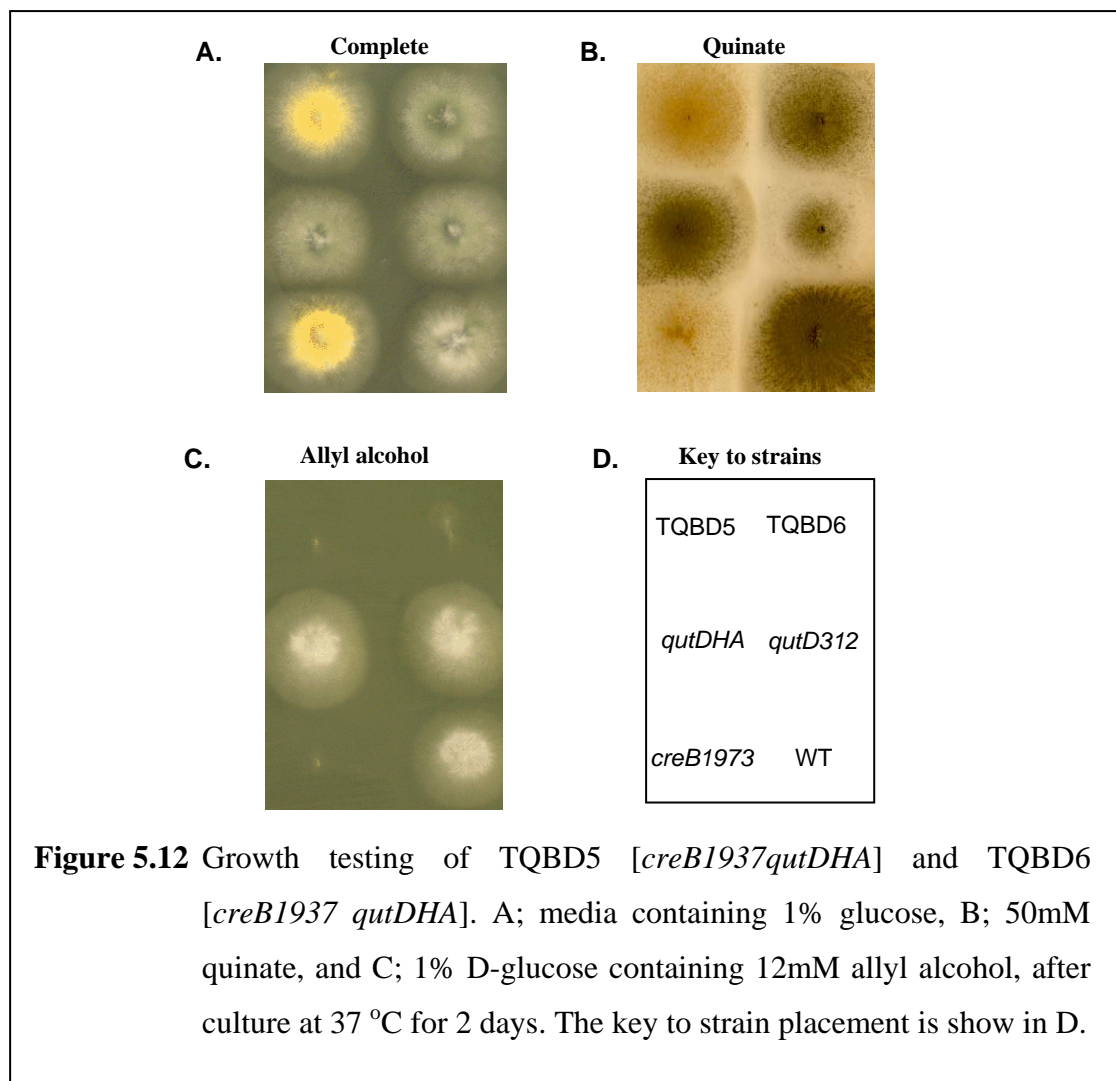 A. Complete
B. Quinate
C. Allyl alcohol
D. Key to strains
TQBD5 TQBD6
qutDHA qutD312
creB1973 WT
Figure 5.12 Growth testing of TQBD5 [creB1937qutDHA] and TQBD6
[creB1937 qutDHA]. A; media containing 1% glucose, B; 50mM
quinate, and C; 1% D-glucose containing 12mM allyl alcohol, after
culture at 37 °C for 2 days. The key to strain placement is show in D.